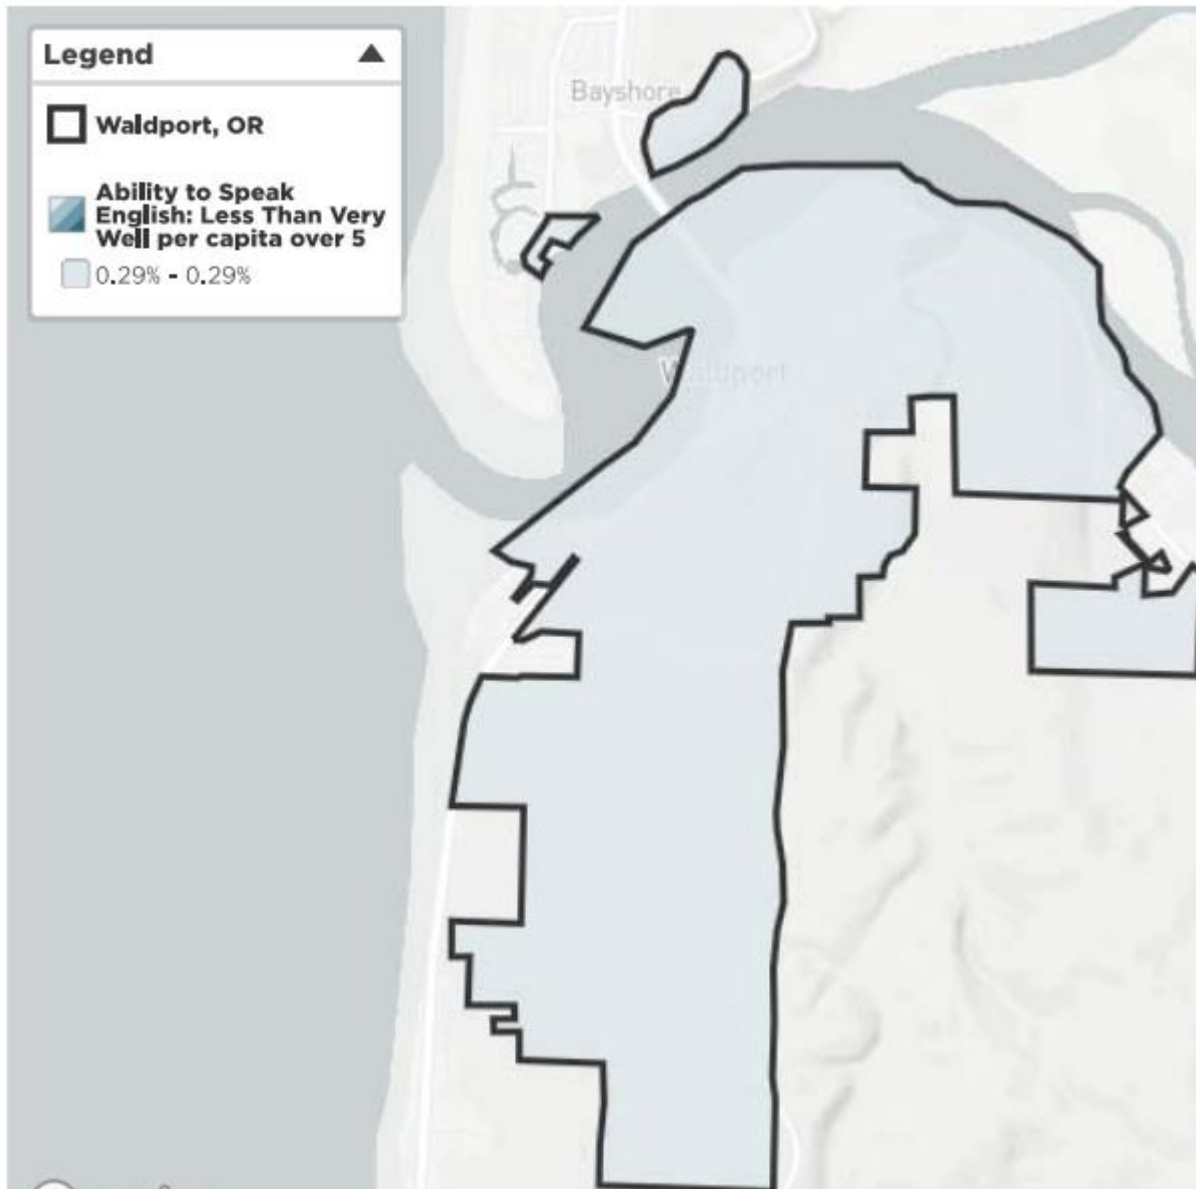 Legend
Waldport, OR
Ability to Speak
English: Less Than Very
Well per capita over 5
0.29% - 0.29%
Bayshore
Waldport